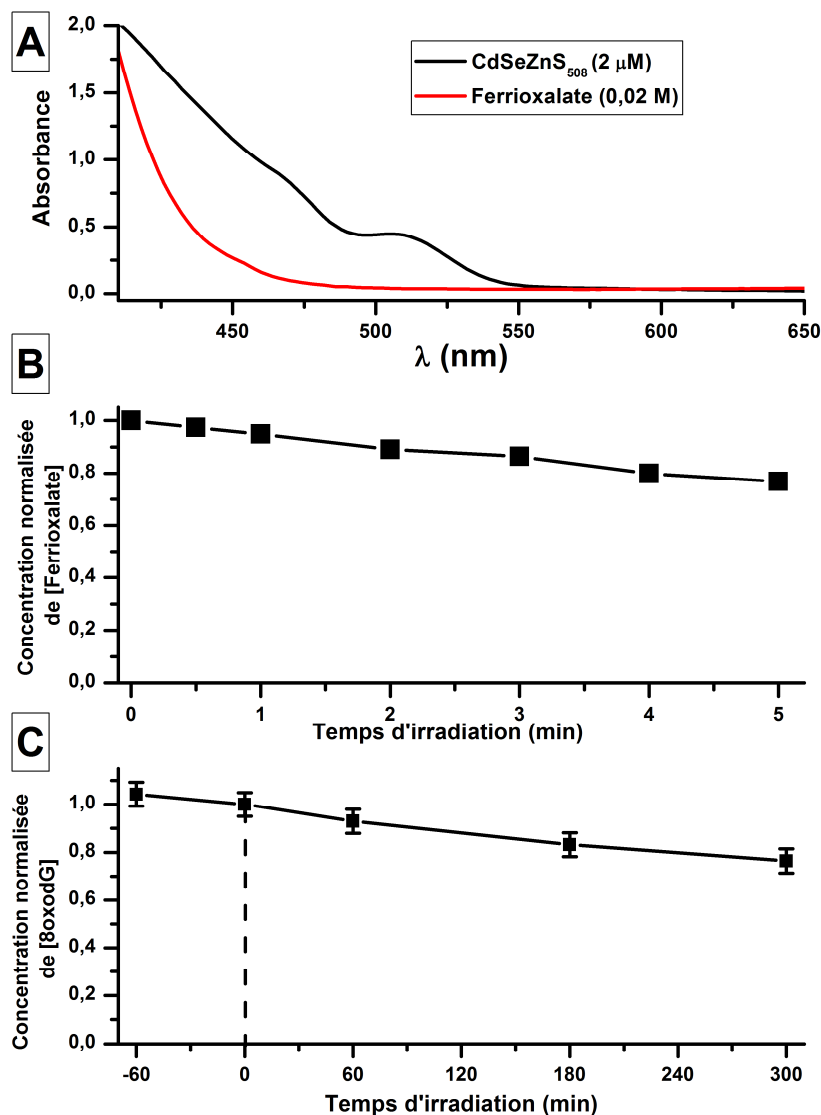 A
2,0
1,5
1,0
0,5
0,0
Absorbance
CdSeZnS508 (2 μM)
Ferrioxalate (0,02 M)
450
500
550
600
650
λ (nm)
B
1,0
0,8
0,6
0,4
0,2
0,0
Concentration normalisée
de [Ferrioxalate]
0
1
2
3
4
5
Temps d'irradiation (min)
C
1,0
0,8
0,6
0,4
0,2
0,0
Concentration normalisée
de [8oxodG]
-60
0
60
120
180
240
300
Temps d'irradiation (min)